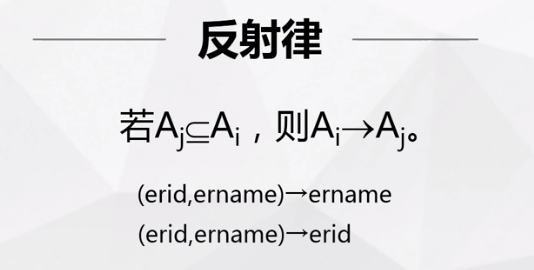 反射律
若Aj⊆Ai，则Ai→Aj。
(erid,ername)→ername
(erid,ername)→erid